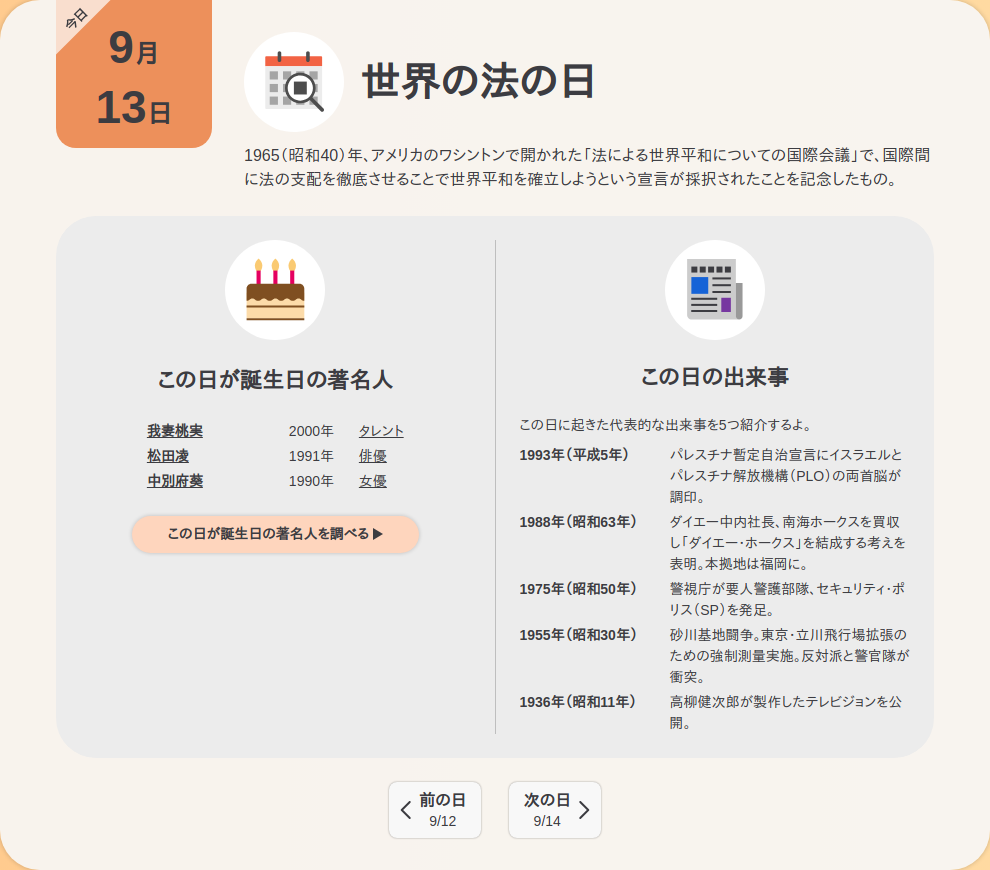 今日
9月
13日
世界の法の日
1965（昭和40）年、アメリカのワシントンで開かれた「法による世界平和についての国際会議」で、国際間
に法の支配を徹底させることで世界平和を確立しようという宣言が採択されたことを記念したもの。
この日が誕生日の著名人
我妻桃実 2000年 タレント
松田凌 1991年 俳優
中別府葵 1990年 女優
この日が誕生日の著名人を調べる▶
この日の出来事
この日に起きた代表的な出来事を5つ紹介するよ。
1993年（平成5年） パレスチナ暫定自治宣言にイスラエルと
パレスチナ解放機構（PLO）の両首脳が
調印。
1988年（昭和63年） ダイエー中内社長、南海ホークスを買収
し「ダイエー・ホークス」を結成する考えを
表明。本拠地は福岡に。
1975年（昭和50年） 警視庁が要人警護部隊、セキュリティ・ポ
リス（SP）を発足。
1955年（昭和30年） 砂川基地闘争。東京・立川飛行場拡張の
ための強制測量実施。反対派と警官隊が
衝突。
1936年（昭和11年） 高柳健次郎が製作したテレビジョンを公
開。
前の日
9/12
次の日
9/14